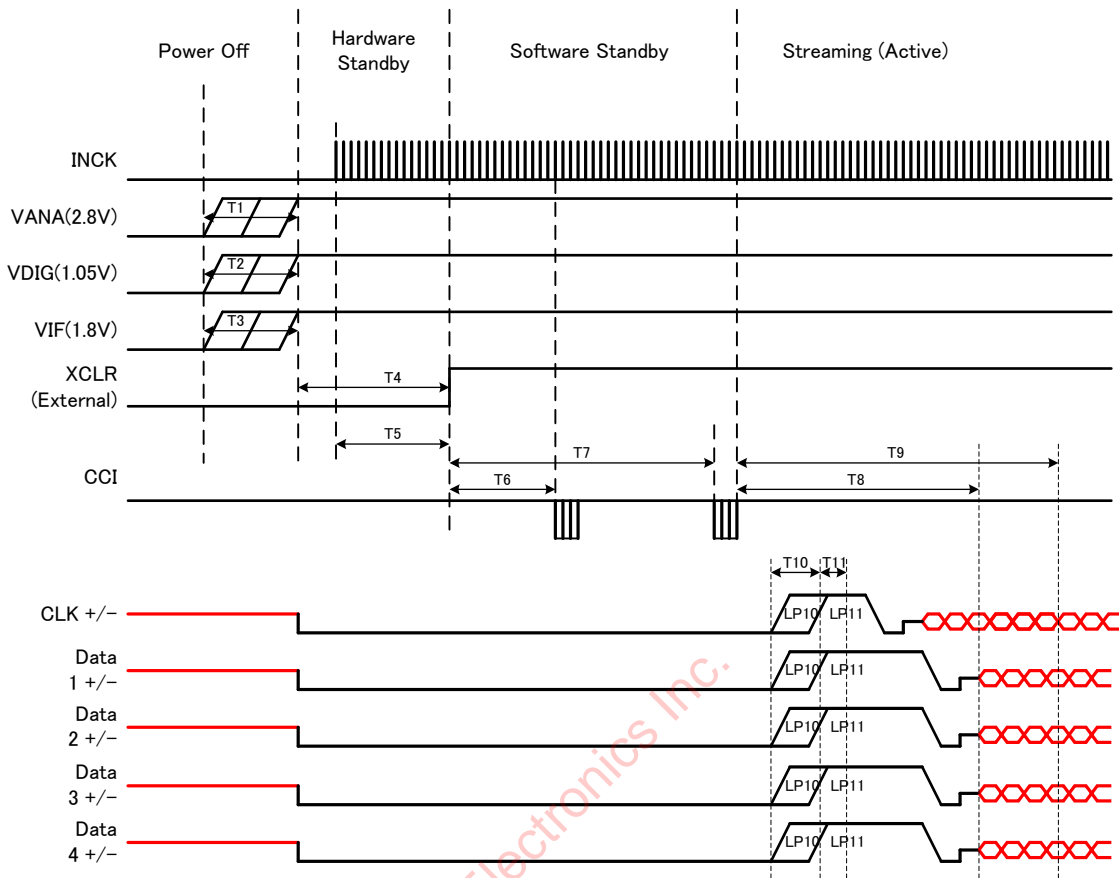 Power Off
Hardware
Standby
Software Standby
Streaming (Active)
INCK
VANA(2.8V)
T1
VDIG(1.05V)
T2
VIF(1.8V)
T3
XCLR
(External)
T4
T5
CCI
T7
T9
T6
T8
T10
T11
CLK +/-
LP10
LP11
Data
1 +/-
LP10
LP11
Data
2 +/-
LP10
LP11
Data
3 +/-
LP10
LP11
Data
4 +/-
LP10
LP11
Electronics Inc.